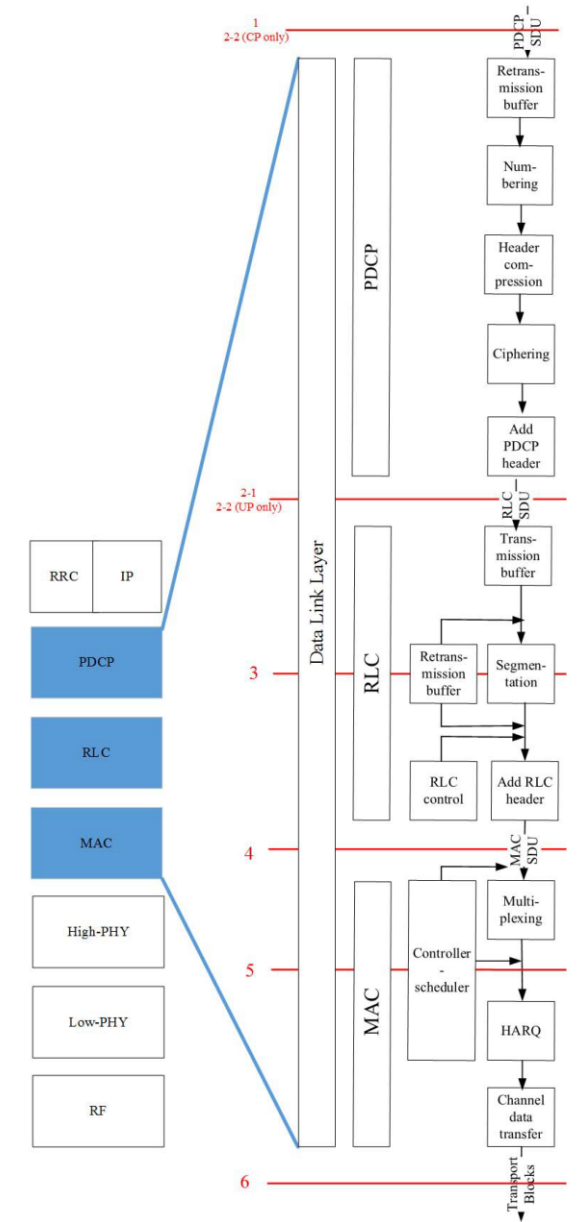 1
2-2 (CP only)
PDCP
SDU
Retrans-
mission
buffer
Num-
bering
Header
com-
pression
Ciphering
Add
PDCP
header
PDCP
2-1
2-2 (UP only)
RLC
SDU
Trans-
mission
buffer
Data Link Layer
RRC
IP
PDCP
RLC
MAC
High-PHY
Low-PHY
RF
3
RLC
Retrans-
mission
buffer
Segmen-
tation
RLC
control
Add RLC
header
4
MAC
SDU
Multi-
plexing
MAC
Controller
-
scheduler
5
HARQ
Channel
data
transfer
6
Transport
Blocks